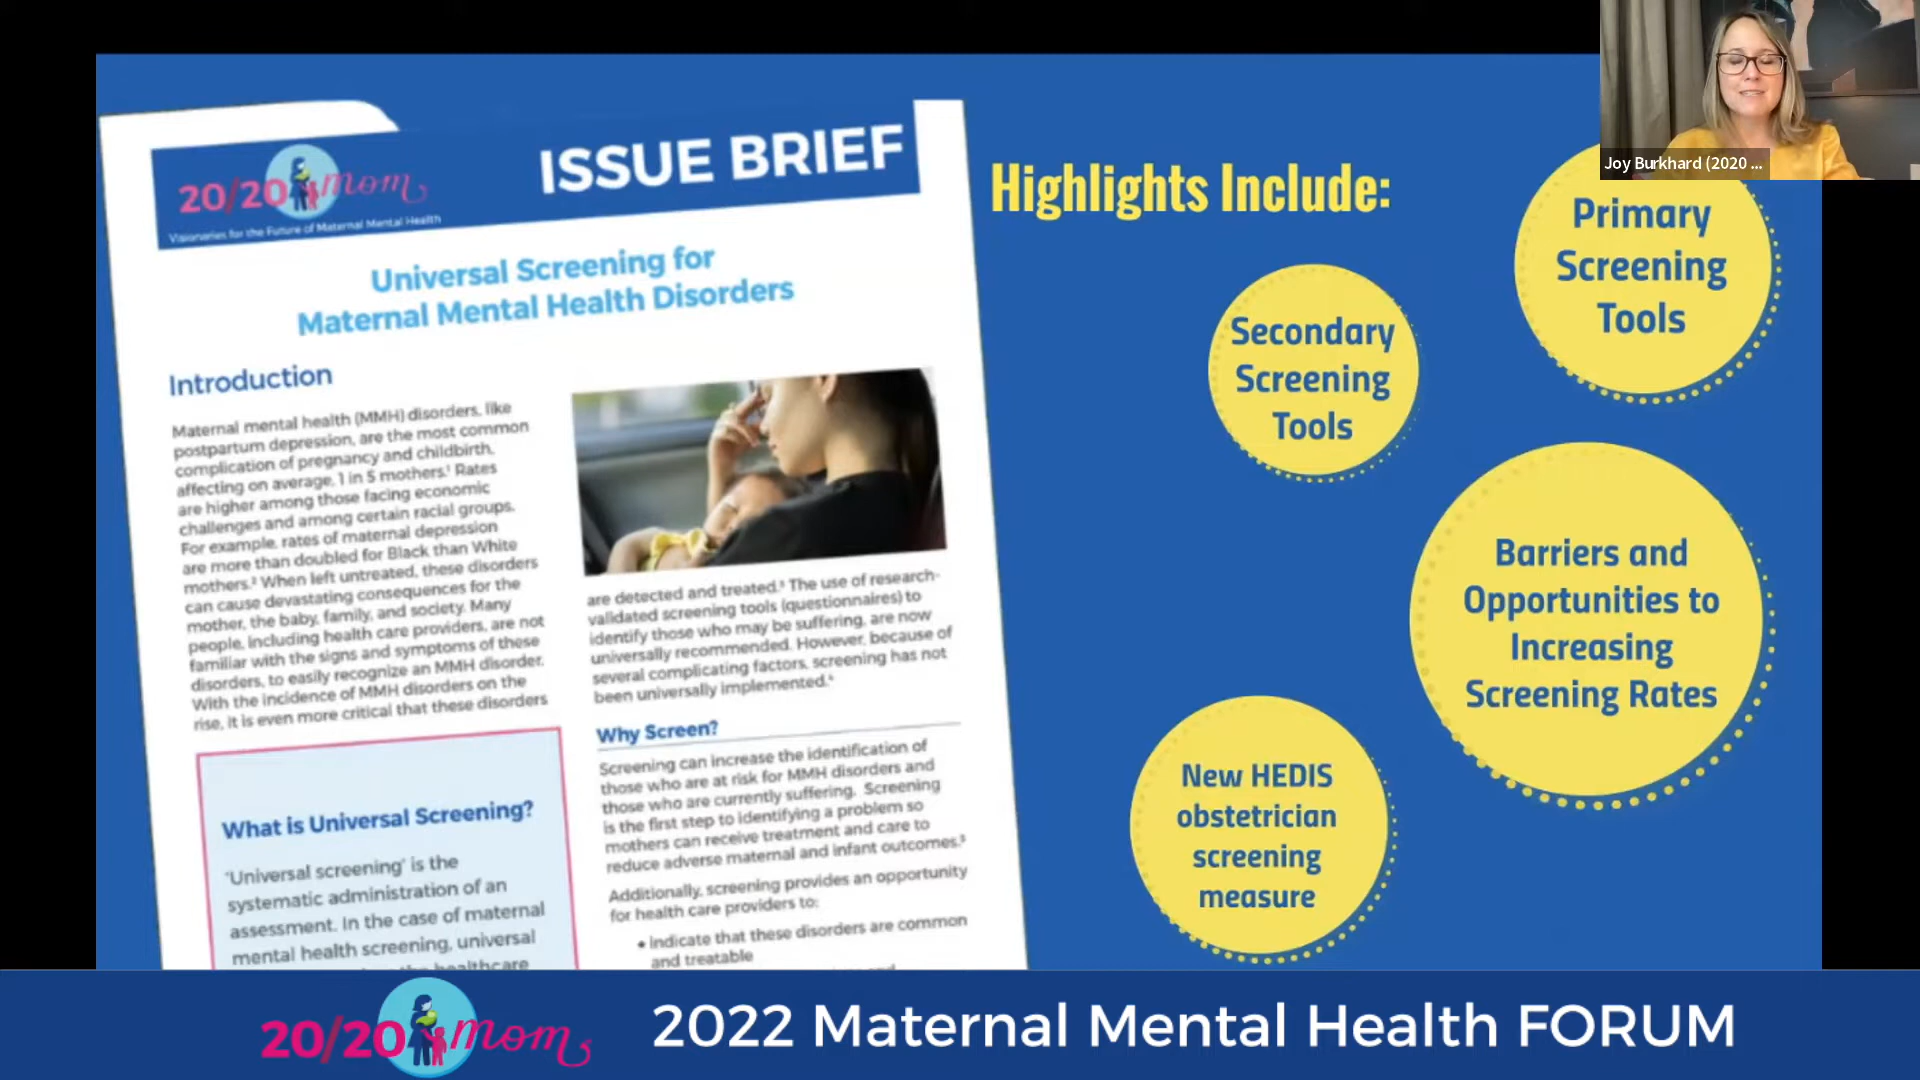 Joy Burkhard (2020 ...
20/20 mom
Visionaries for the Future of Maternal Mental Health
ISSUE BRIEF
Universal Screening for
Maternal Mental Health Disorders
Introduction
Maternal mental health (MMH) disorders, like
postpartum depression, are the most common
complication of pregnancy and childbirth,
affecting on average, 1 in 5 mothers.¹ Rates
are higher among those facing economic
challenges and among certain racial groups.
For example, rates of maternal depression
are more than doubled for Black than White
mothers.² When left untreated, these disorders
can cause devastating consequences for the
mother, the baby, family, and society. Many
people, including health care providers, are not
familiar with the signs and symptoms of these
disorders, to easily recognize an MMH disorder.
With the incidence of MMH disorders on the
rise, it is even more critical that these disorders
What is Universal Screening?
'Universal screening' is the
systematic administration of an
assessment. In the case of maternal
mental health screening, universal
the healthcare
are detected and treated.³ The use of research-
validated screening tools (questionnaires) to
identify those who may be suffering, are now
universally recommended. However, because of
several complicating factors, screening has not
been universally implemented.⁴
Why Screen?
Screening can increase the identification of
those who are at risk for MMH disorders and
those who are currently suffering. Screening
is the first step to identifying a problem so
mothers can receive treatment and care to
reduce adverse maternal and infant outcomes.⁵
Additionally, screening provides an opportunity
for health care providers to:
• indicate that these disorders are common
and treatable
Highlights Include:
Primary
Screening
Tools
Secondary
Screening
Tools
Barriers and
Opportunities to
Increasing
Screening Rates
New HEDIS
obstetrician
screening
measure
20/20 mom
2022 Maternal Mental Health FORUM